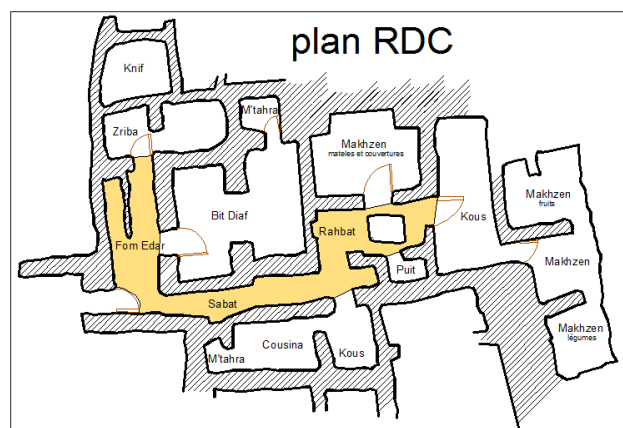 plan RDC
Knif
M'tahra
Zriba
Makhzen
mateles et couvertures
Makhzen
fruits
Bit Diaf
Kous
Rahbat
Fom Edar
Makhzen
Puit
Sabat
Makhzen
légumes
Cousina
M'tahra
Kous